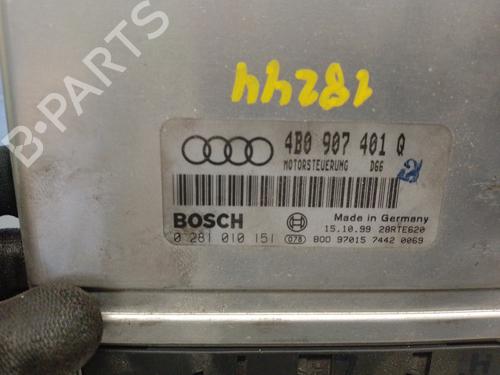 B-PARTS
18244
4B0 907 401 Q
MOTORSTEUERUNG D66
BOSCH
Made in Germany
15.10.99 28RTE620
0 281 010 151 078 B00 97015 7442 0069